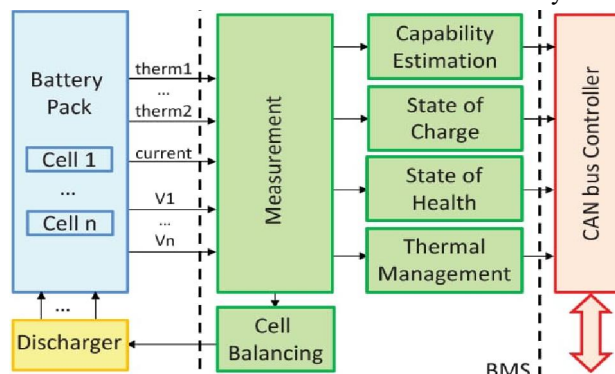 Battery
Pack
Cell 1
...
Cell n
...
Discharger
therm1
...
therm2
current
V1
...
Vn
Measurement
Cell
Balancing
Capability
Estimation
State of
Charge
State of
Health
Thermal
Management
BMS
CAN bus Controller